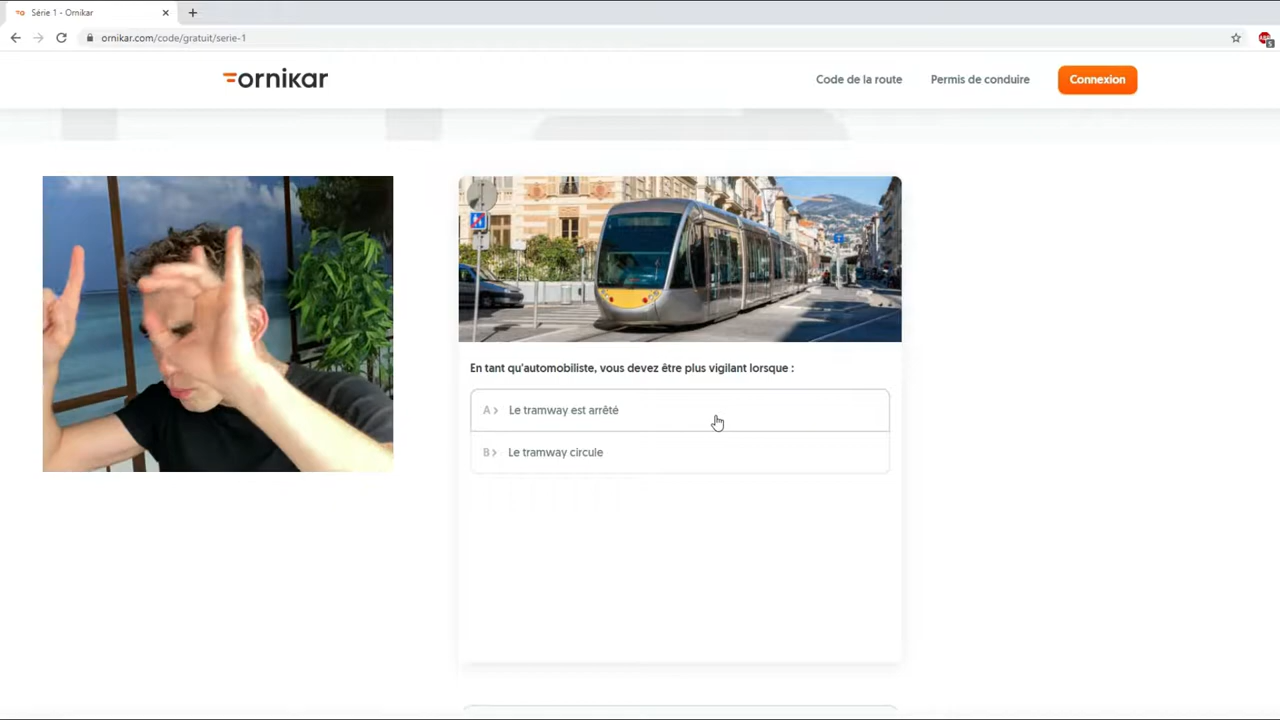 Série 1 - Ornikar
ornikar.com/code/gratuit/serie-1
ornikar
Code de la route
Permis de conduire
Connexion
En tant qu'automobiliste, vous devez être plus vigilant lorsque :
A
Le tramway est arrêté
B
Le tramway circule